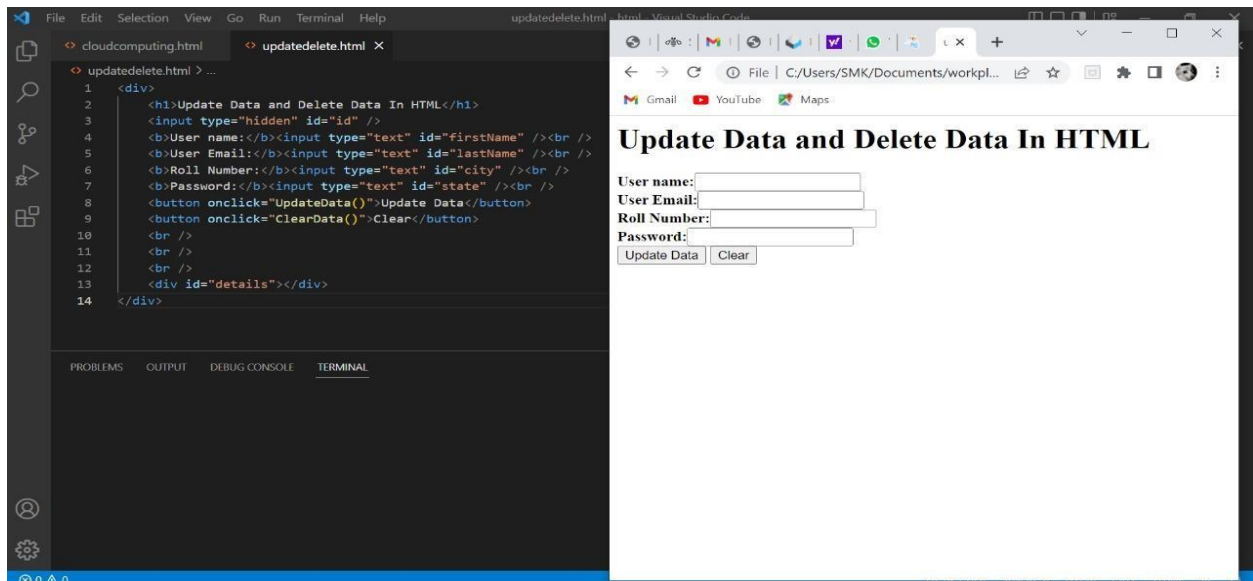 File Edit Selection View Go Run Terminal Help
updatedelete.html - html - Visual Studio Code
cloudcomputing.html
updatedelete.html
updatedelete.html > ...
1 <div>
2 <h1>Update Data and Delete Data In HTML</h1>
3 <input type="hidden" id="id" />
4 <b>User name:</b><input type="text" id="firstName" /><br />
5 <b>User Email:</b><input type="text" id="lastName" /><br />
6 <b>Roll Number:</b><input type="text" id="city" /><br />
7 <b>Password:</b><input type="text" id="state" /><br />
8 <button onclick="UpdateData()">Update Data</button>
9 <button onclick="ClearData()">Clear</button>
10 <br />
11 <br />
12 <br />
13 <div id="details"></div>
14 </div>
PROBLEMS OUTPUT DEBUG CONSOLE TERMINAL
File | C:/Users/SMK/Documents/workpl...
Gmail YouTube Maps
Update Data and Delete Data In HTML
User name:
User Email:
Roll Number:
Password:
Update Data Clear